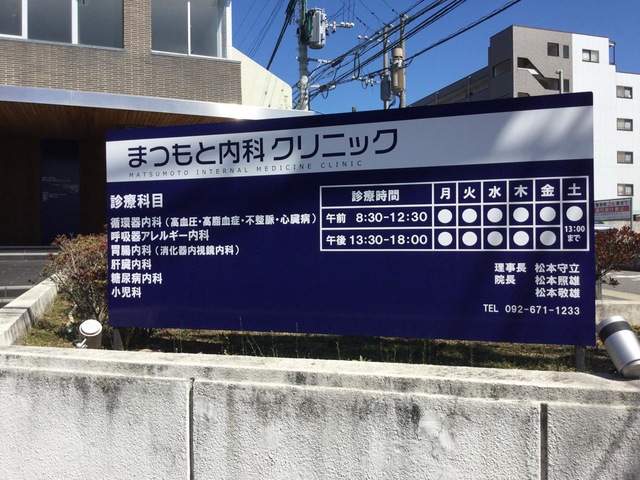 まつもと内科クリニック
MATSUMOTO INTERNAL MEDICINE CLINIC
診療科目
循環器内科（高血圧・高脂血症・不整脈・心臓病）
呼吸器アレルギー内科
胃腸内科（消化器内視鏡内科）
肝臓内科
糖尿病内科
小児科
診療時間 月 火 水 木 金 土
午前 8:30-12:30 ● ● ● ● ● ●
午後 13:30-18:00 ● ● ● ● ● 13:00まで
理事長 松本守立
院長 松本照雄
松本敬雄
TEL 092-671-1233